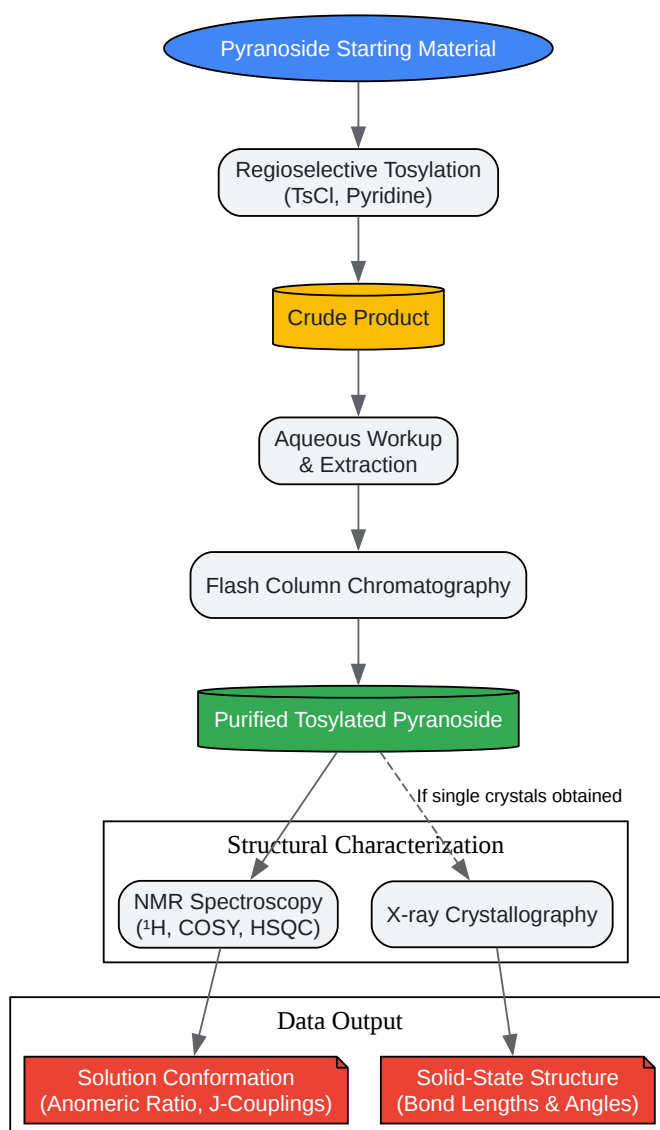 Pyranoside Starting Material
Regioselective Tosylation
(TsCl, Pyridine)
Crude Product
Aqueous Workup
& Extraction
Flash Column Chromatography
Purified Tosylated Pyranoside
If single crystals obtained
Structural Characterization
NMR Spectroscopy
(¹H, COSY, HSQC)
X-ray Crystallography
Data Output
Solution Conformation
(Anomeric Ratio, J-Couplings)
Solid-State Structure
(Bond Lengths & Angles)